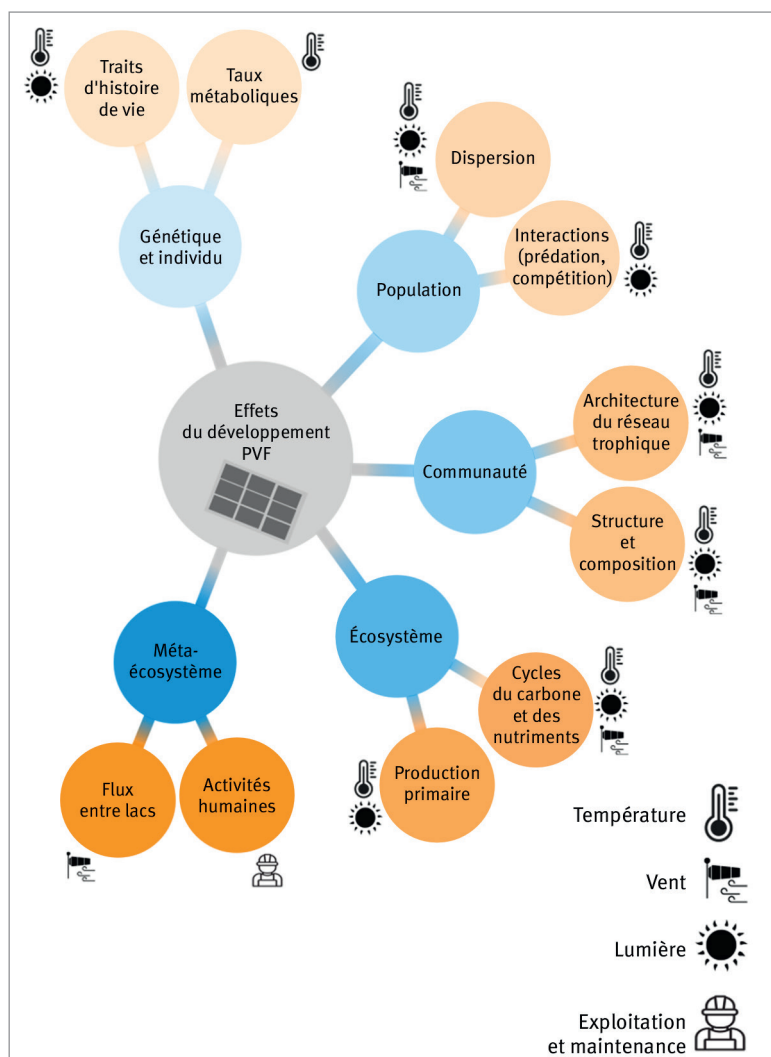 Traits
d'histoire
de vie
Taux
métaboliques
Génétique
et individu
Dispersion
Interactions
(prédation,
compétition)
Population
Effets
du développement
PVF
Architecture
du réseau
trophique
Communauté
Structure
et
composition
Écosystème
Méta-
écosystème
Cycles
du carbone
et des
nutriments
Production
primaire
Flux
entre lacs
Activités
humaines
Température
Vent
Lumière
Exploitation
et maintenance